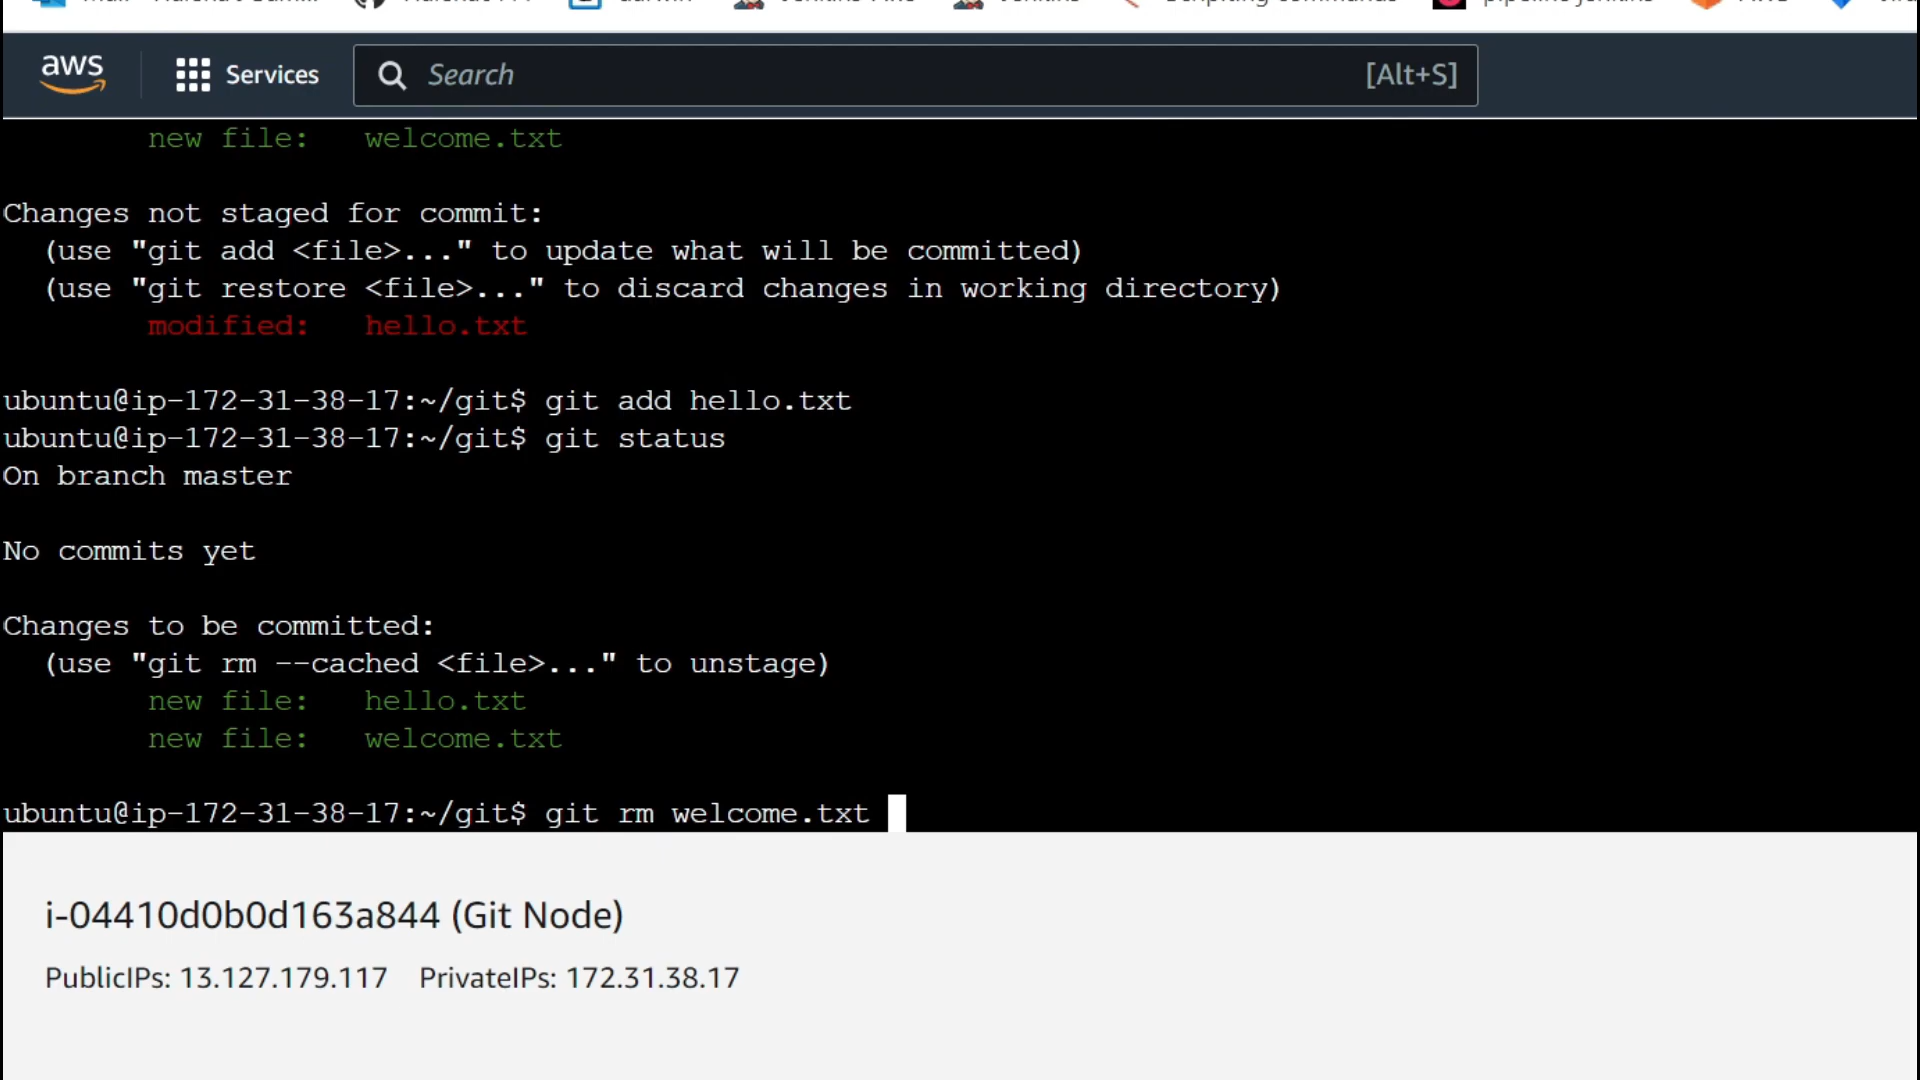 aws Services Search [Alt+S]
new file: welcome.txt
Changes not staged for commit:
(use "git add <file>..." to update what will be committed)
(use "git restore <file>..." to discard changes in working directory)
modified: hello.txt
ubuntu@ip-172-31-38-17:~/git$ git add hello.txt
ubuntu@ip-172-31-38-17:~/git$ git status
On branch master
No commits yet
Changes to be committed:
(use "git rm --cached <file>..." to unstage)
new file: hello.txt
new file: welcome.txt
ubuntu@ip-172-31-38-17:~/git$ git rm welcome.txt
i-04410d0b0d163a844 (Git Node)
PublicIPs: 13.127.179.117 PrivateIPs: 172.31.38.17